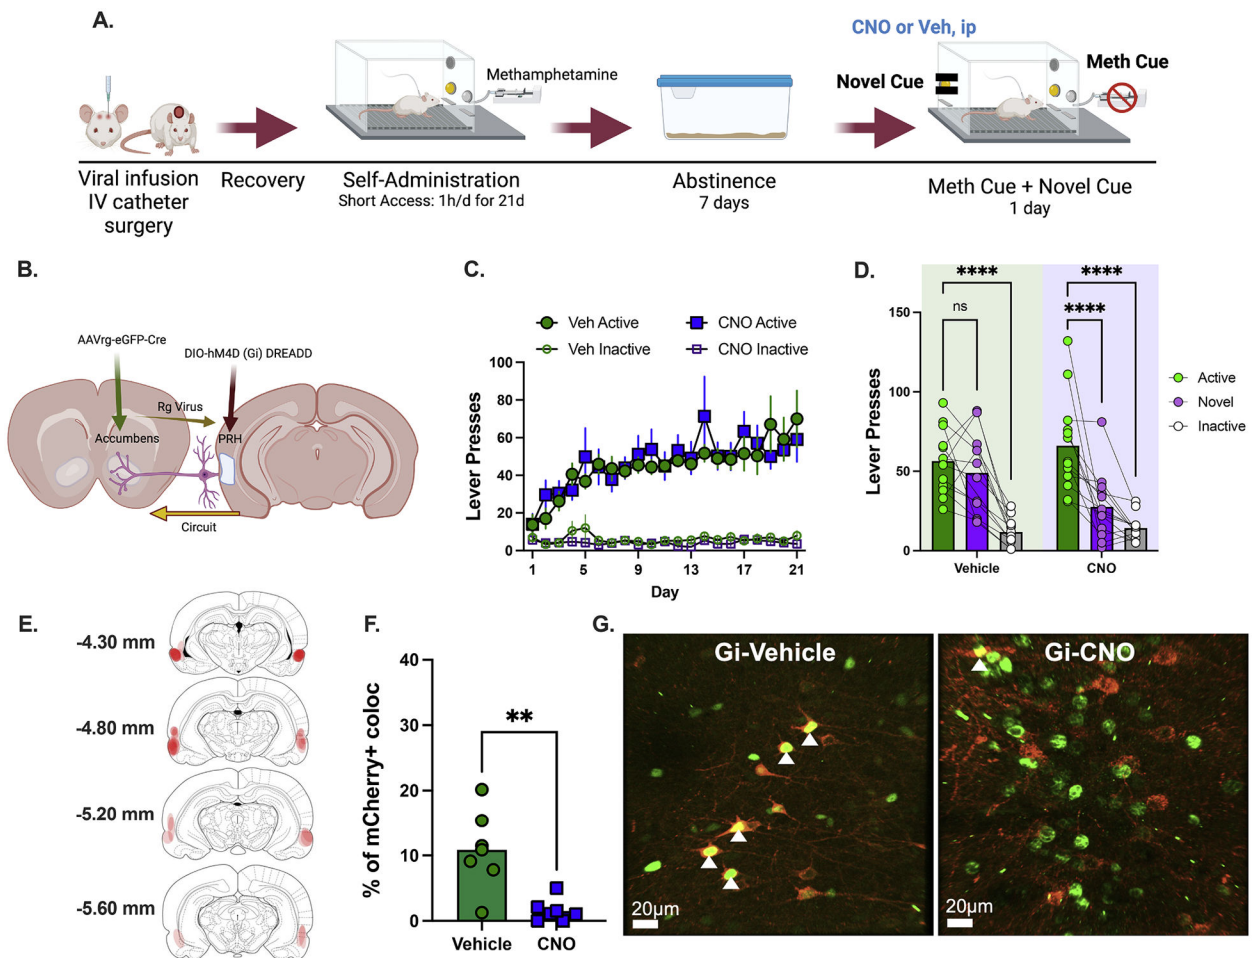 A.
CNO or Veh, ip
Novel Cue
Meth Cue
Methamphetamine
Viral infusion
IV catheter
surgery
Recovery
Self-Administration
Short Access: 1h/d for 21d
Abstinence
7 days
Meth Cue + Novel Cue
1 day
B.
AAVrg-eGFP-Cre
DIO-hM4D (Gi) DREADD
Rg Virus
Accumbens
PRH
Circuit
C.
Veh Active
CNO Active
Veh Inactive
CNO Inactive
Lever Presses
100
80
60
40
20
0
1 5 9 13 17 21
Day
D.
**** ****
ns ****
Lever Presses
150
100
50
0
Vehicle CNO
Active
Novel
Inactive
E.
-4.30 mm
-4.80 mm
-5.20 mm
-5.60 mm
F.
% of mCherry+ coloc
40
30
20
10
0
**
Vehicle CNO
G.
Gi-Vehicle
Gi-CNO
20μm
20μm